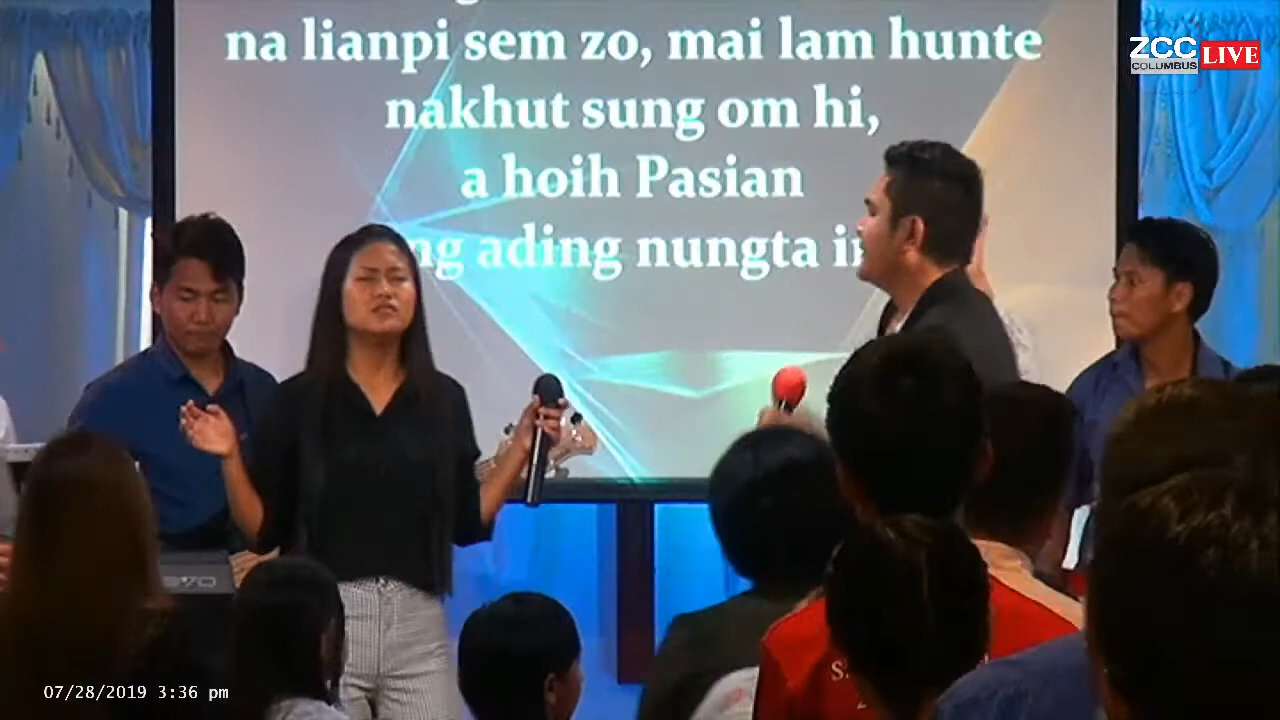 na lianpi sem zo, mai lam hunte
nakhut sung om hi,
a hoih Pasian
ading nungta
ZCC
COLUMBUS
LIVE
07/28/2019 3:36 pm